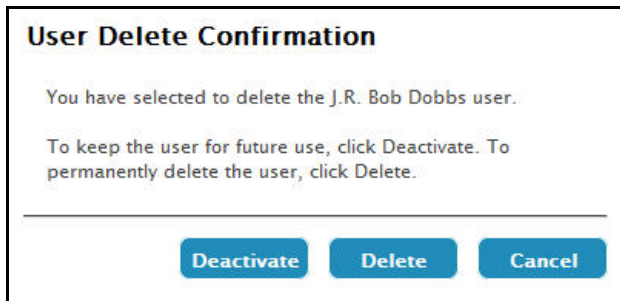 User Delete Confirmation
You have selected to delete the J.R. Bob Dobbs user.
To keep the user for future use, click Deactivate. To
permanently delete the user, click Delete.
Deactivate Delete Cancel